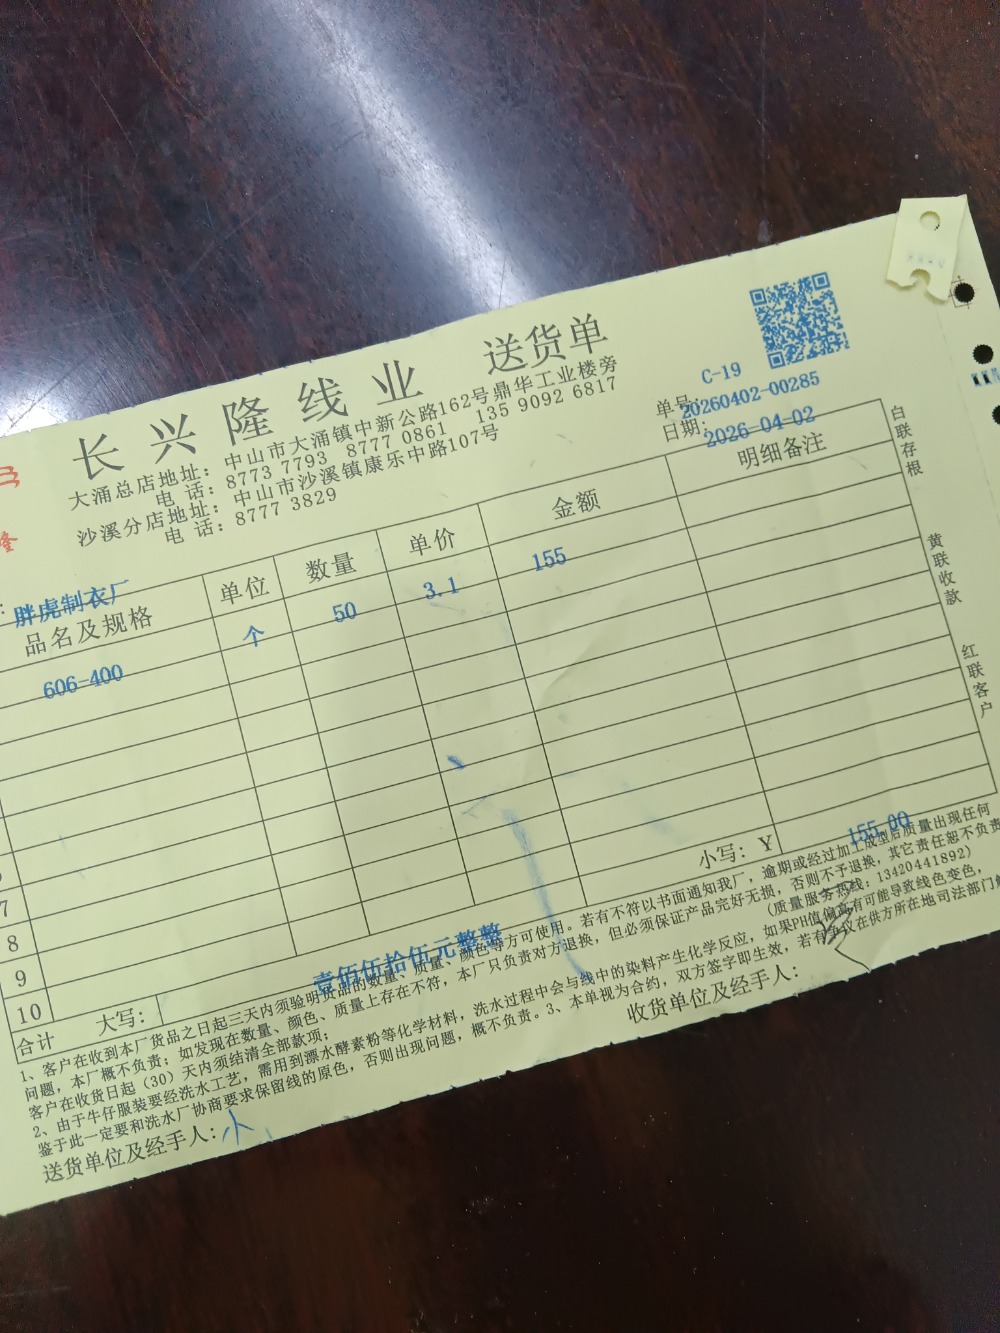 长兴隆线业 送货单
大涌总店地址：中山市大涌镇中新公路162号鼎华工业楼旁
电 话：8773 7793 8777 0861 135 9092 6817
沙溪分店地址：中山市沙溪镇康乐中路107号
电 话：8777 3829
C-19
单号：20260402-00285
日期：2026-04-02
隆
胖虎制衣厂
品名及规格 单位 数量 单价 金额 明细备注
606-400 个 50 3.1 155
7
8
9
10
合计 大写：壹佰伍拾伍元整整 小写：Y 155.00
1、客户在收到本厂货品之日起三天内须验明货品的数量、质量、颜色等方可使用。若有不符以书面通知我厂，逾期或经过加工成型后质量出现任何
问题，本厂概不负责；如发现在数量、颜色、质量上存在不符，本厂只负责对方退换，但必须保证产品完好无损，否则不予退换，其它责任恕不负责
客户在收货日起（30）天内须结清全部款项； （质量服务热线：13420441892）
2、由于牛仔服装要经洗水工艺，需用到漂水酵素粉等化学材料，洗水过程中会与线中的染料产生化学反应，如果PH值偏高有可能导致线色变色，
鉴于此一定要和洗水厂协商要求保留线的原色，否则出现问题，概不负责。3、本单视为合约，双方签字即生效，若有争议在供方所在地司法部门
送货单位及经手人： 收货单位及经手人：
白联存根
黄联收款
红联客户